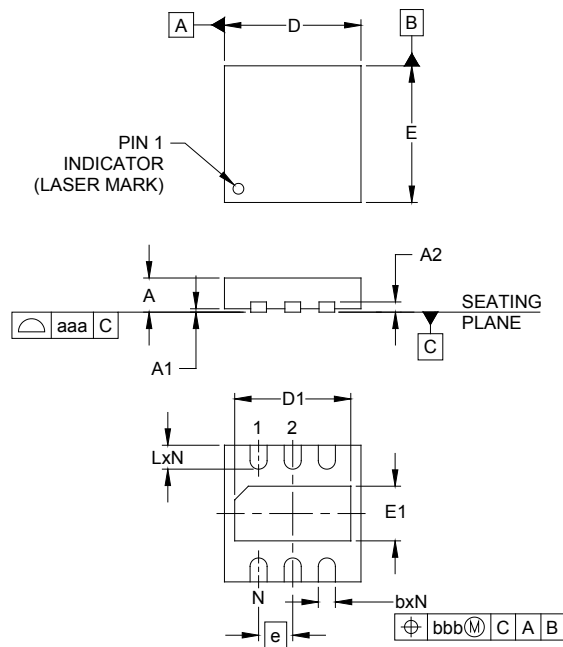 A
D
B
E
PIN 1
INDICATOR
(LASER MARK)
A2
A
aaa C
SEATING
PLANE
C
A1
D1
1 2
LxN
E1
N
bxN
e
bbb Ⓜ C A B